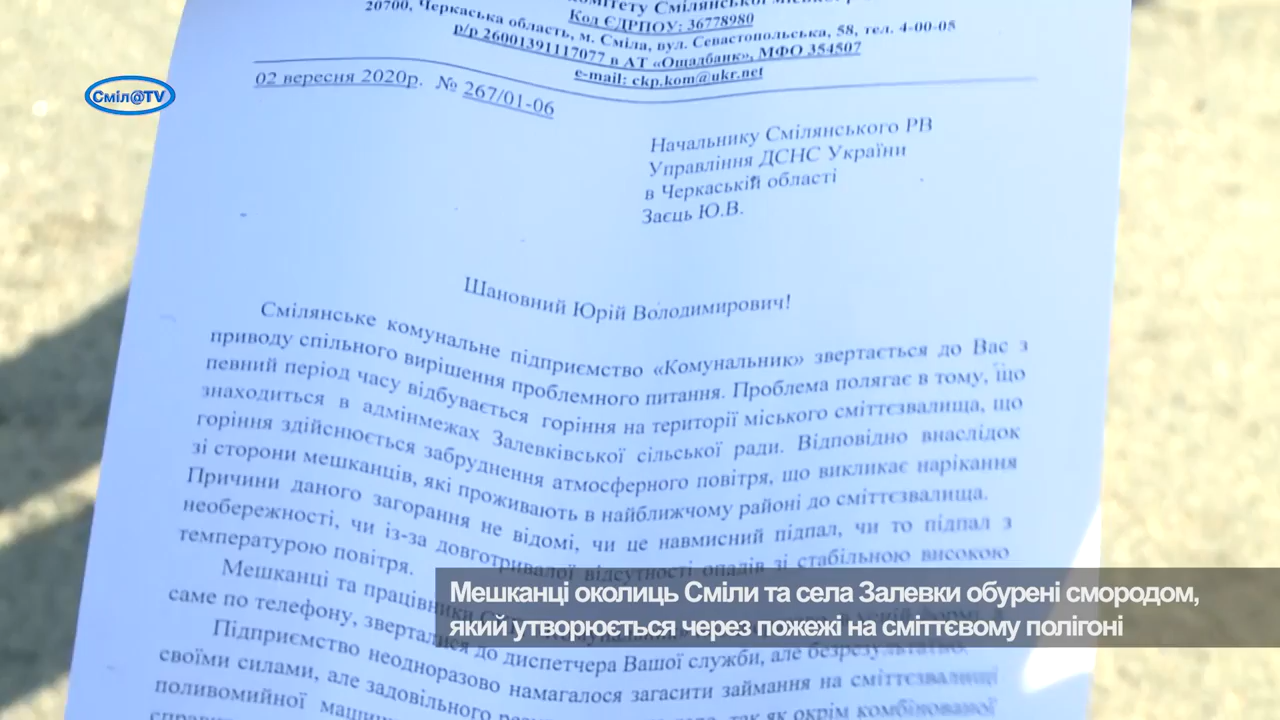 Сміл@TV
комітету Смілянської
Код ЄДРПОУ: 36778980
20700, Черкаська область, м. Сміла, вул. Севастопольська, 58, тел. 4-00-05
р/р 26001391117077 в АТ «Ощадбанк», МФО 354507
e-mail: ckp.kom@ukr.net
02 вересня 2020р. № 267/01-06
Начальнику Смілянського РВ
Управління ДСНС України
в Черкаській області
Заєць Ю.В.
Шановний Юрій Володимирович!
Смілянське комунальне підприємство «Комунальник» звертається до Вас з
приводу спільного вирішення проблемного питання. Проблема полягає в тому, що
певний період часу відбувається горіння на території міського сміттєзвалища, що
знаходиться в адмінмежах Залевківської сільської ради. Відповідно внаслідок
горіння здійснюється забруднення атмосферного повітря, що викликає нарікання
зі сторони мешканців, які проживають в найближчому районі до сміттєзвалища.
Причини даного загорання не відомі, чи це навмисний підпал, чи то підпал з
необережності, чи із-за довготривалої відсутності опадів зі стабільною високою
температурою повітря.
Мешканці та працівники
саме по телефону, зверталися до диспетчера Вашої служби, але безрезультатно.
Підприємство неодноразово намагалося загасити займання на сміттєзвалищі
своїми силами, але задовільного
поливомийної машини так як окрім комбінованої
Мешканці околиць Сміли та села Залевки обурені смородом,
який утворюється через пожежі на сміттєвому полігоні